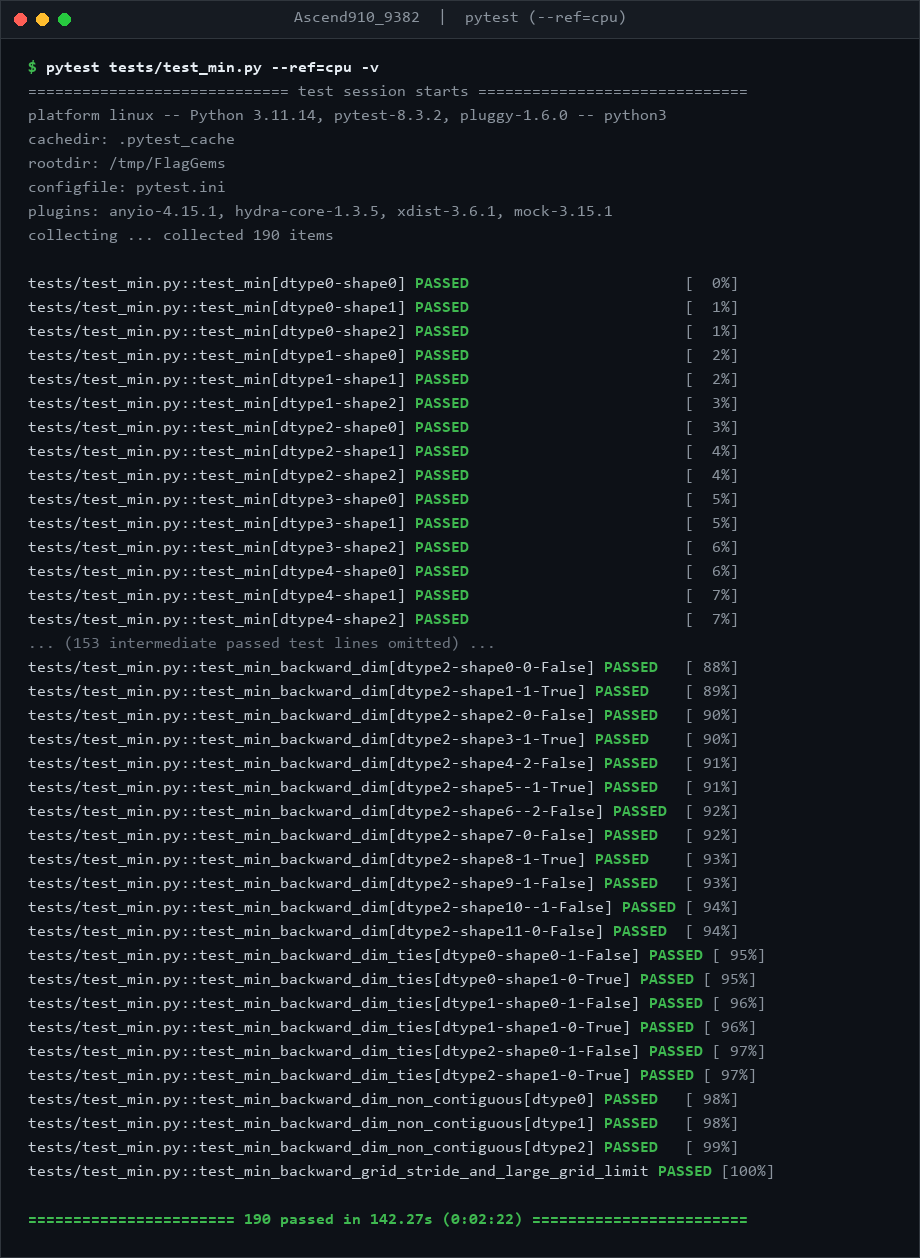 Ascend910_9382 | pytest (--ref=cpu)
$ pytest tests/test_min.py --ref=cpu -v
============================= test session starts ==============================
platform linux -- Python 3.11.14, pytest-8.3.2, pluggy-1.6.0 -- python3
cachedir: .pytest_cache
rootdir: /tmp/FlagGems
configfile: pytest.ini
plugins: anyio-4.15.1, hydra-core-1.3.5, xdist-3.6.1, mock-3.15.1
collecting ... collected 190 items
tests/test_min.py::test_min[dtype0-shape0] PASSED                        [  0%]
tests/test_min.py::test_min[dtype0-shape1] PASSED                        [  1%]
tests/test_min.py::test_min[dtype0-shape2] PASSED                        [  1%]
tests/test_min.py::test_min[dtype1-shape0] PASSED                        [  2%]
tests/test_min.py::test_min[dtype1-shape1] PASSED                        [  2%]
tests/test_min.py::test_min[dtype1-shape2] PASSED                        [  3%]
tests/test_min.py::test_min[dtype2-shape0] PASSED                        [  3%]
tests/test_min.py::test_min[dtype2-shape1] PASSED                        [  4%]
tests/test_min.py::test_min[dtype2-shape2] PASSED                        [  4%]
tests/test_min.py::test_min[dtype3-shape0] PASSED                        [  5%]
tests/test_min.py::test_min[dtype3-shape1] PASSED                        [  5%]
tests/test_min.py::test_min[dtype3-shape2] PASSED                        [  6%]
tests/test_min.py::test_min[dtype4-shape0] PASSED                        [  6%]
tests/test_min.py::test_min[dtype4-shape1] PASSED                        [  7%]
tests/test_min.py::test_min[dtype4-shape2] PASSED                        [  7%]
... (153 intermediate passed test lines omitted) ...
tests/test_min.py::test_min_backward_dim[dtype2-shape0-0-False] PASSED   [ 88%]
tests/test_min.py::test_min_backward_dim[dtype2-shape1-1-True] PASSED    [ 89%]
tests/test_min.py::test_min_backward_dim[dtype2-shape2-0-False] PASSED   [ 90%]
tests/test_min.py::test_min_backward_dim[dtype2-shape3-1-True] PASSED    [ 90%]
tests/test_min.py::test_min_backward_dim[dtype2-shape4-2-False] PASSED   [ 91%]
tests/test_min.py::test_min_backward_dim[dtype2-shape5--1-True] PASSED   [ 91%]
tests/test_min.py::test_min_backward_dim[dtype2-shape6--2-False] PASSED  [ 92%]
tests/test_min.py::test_min_backward_dim[dtype2-shape7-0-False] PASSED   [ 92%]
tests/test_min.py::test_min_backward_dim[dtype2-shape8-1-True] PASSED    [ 93%]
tests/test_min.py::test_min_backward_dim[dtype2-shape9-1-False] PASSED   [ 93%]
tests/test_min.py::test_min_backward_dim[dtype2-shape10--1-False] PASSED [ 94%]
tests/test_min.py::test_min_backward_dim[dtype2-shape11-0-False] PASSED  [ 94%]
tests/test_min.py::test_min_backward_dim_ties[dtype0-shape0-1-False] PASSED [ 95%]
tests/test_min.py::test_min_backward_dim_ties[dtype0-shape1-0-True] PASSED [ 95%]
tests/test_min.py::test_min_backward_dim_ties[dtype1-shape0-1-False] PASSED [ 96%]
tests/test_min.py::test_min_backward_dim_ties[dtype1-shape1-0-True] PASSED [ 96%]
tests/test_min.py::test_min_backward_dim_ties[dtype2-shape0-1-False] PASSED [ 97%]
tests/test_min.py::test_min_backward_dim_ties[dtype2-shape1-0-True] PASSED [ 97%]
tests/test_min.py::test_min_backward_dim_non_contiguous[dtype0] PASSED   [ 98%]
tests/test_min.py::test_min_backward_dim_non_contiguous[dtype1] PASSED   [ 98%]
tests/test_min.py::test_min_backward_dim_non_contiguous[dtype2] PASSED   [ 99%]
tests/test_min.py::test_min_backward_grid_stride_and_large_grid_limit PASSED [100%]
======================= 190 passed in 142.27s (0:02:22) ========================